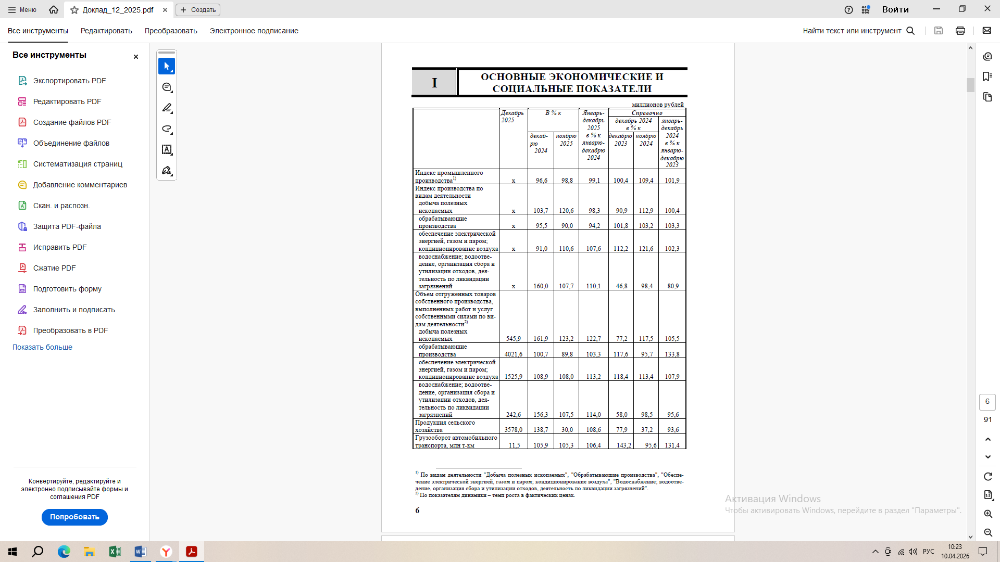 Меню
Доклад_12_2025.pdf
Создать
Войти
Все инструменты
Редактировать
Преобразовать
Электронное подписание
Найти текст или инструмент
Все инструменты
Экспортировать PDF
Редактировать PDF
Создание файлов PDF
Объединение файлов
Систематизация страниц
Добавление комментариев
Скан. и распозн.
Защита PDF-файла
Исправить PDF
Сжатие PDF
Подготовить форму
Заполнить и подписать
Преобразовать в PDF
Показать больше
Конвертируйте, редактируйте и
электронно подписывайте формы и
соглашения PDF
Попробовать
I
ОСНОВНЫЕ ЭКОНОМИЧЕСКИЕ И
СОЦИАЛЬНЫЕ ПОКАЗАТЕЛИ
миллионов рублей
Декабрь
2025
В % к
декаб-
рю
2024
ноябрю
2025
Январь-
декабрь
2025
в % к
январю-
декабрю
2024
Справочно
декабрь 2024
в % к
декабрю
2023
ноябрю
2024
январь-
декабрь
2024
в % к
январю-
декабрю
2023
Индекс промышленного
производства1) х 96,6 98,8 99,1 100,4 109,4 101,9
Индекс производства по
видам деятельности
добыча полезных
ископаемых х 103,7 120,6 98,3 90,9 112,9 100,4
обрабатывающие
производства х 95,5 90,0 94,2 101,8 103,2 103,3
обеспечение электрической
энергией, газом и паром;
кондиционирование воздуха х 91,0 110,6 107,6 112,2 121,6 102,3
водоснабжение; водоотве-
дение, организация сбора и
утилизации отходов, дея-
тельность по ликвидации
загрязнений х 160,0 107,7 110,1 46,8 98,4 80,9
Объем отгруженных товаров
собственного производства,
выполненных работ и услуг
собственными силами по ви-
дам деятельности2)
добыча полезных
ископаемых 545,9 161,9 123,2 122,7 77,2 117,5 105,5
обрабатывающие
производства 4021,6 100,7 89,8 103,3 117,6 95,7 133,8
обеспечение электрической
энергией, газом и паром;
кондиционирование воздуха 1525,9 108,9 108,0 113,2 118,4 113,4 107,9
водоснабжение; водоотве-
дение, организация сбора и
утилизации отходов, дея-
тельность по ликвидации
загрязнений 242,6 156,3 107,5 114,0 58,0 98,5 95,6
Продукция сельского
хозяйства 3578,0 138,7 30,0 108,6 77,9 37,2 93,6
Грузооборот автомобильного
транспорта, млн т-км 11,5 105,9 105,3 106,4 143,2 95,6 131,4
1) По видам деятельности "Добыча полезных ископаемых", "Обрабатывающие производства", "Обеспе-
чение электрической энергией, газом и паром; кондиционирование воздуха", "Водоснабжение; водоотве-
дение, организация сбора и утилизации отходов, деятельность по ликвидации загрязнений".
2) По показателям динамики – темп роста в фактических ценах.
6
6
91
Активация Windows
Чтобы активировать Windows, перейдите в раздел "Параметры".
РУС
10:23
10.04.2026